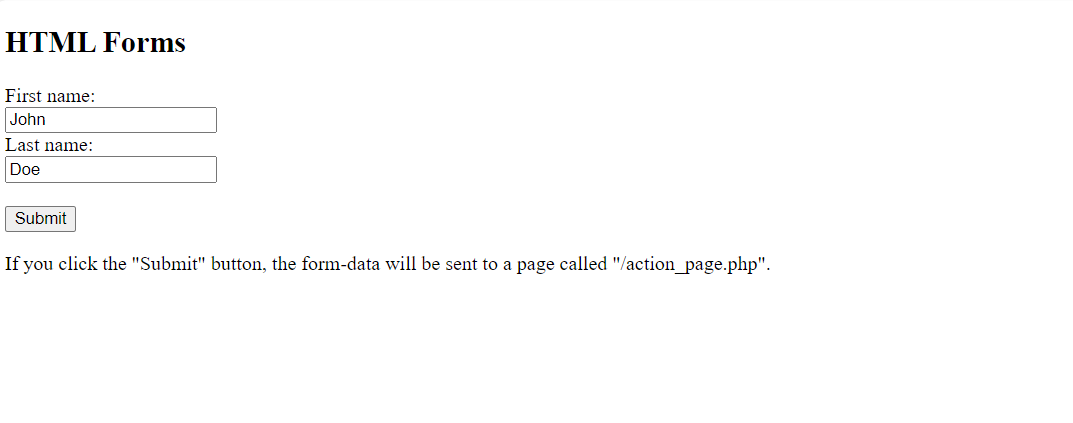 HTML Forms
First name:
John
Last name:
Doe
Submit
If you click the "Submit" button, the form-data will be sent to a page called "/action_page.php".